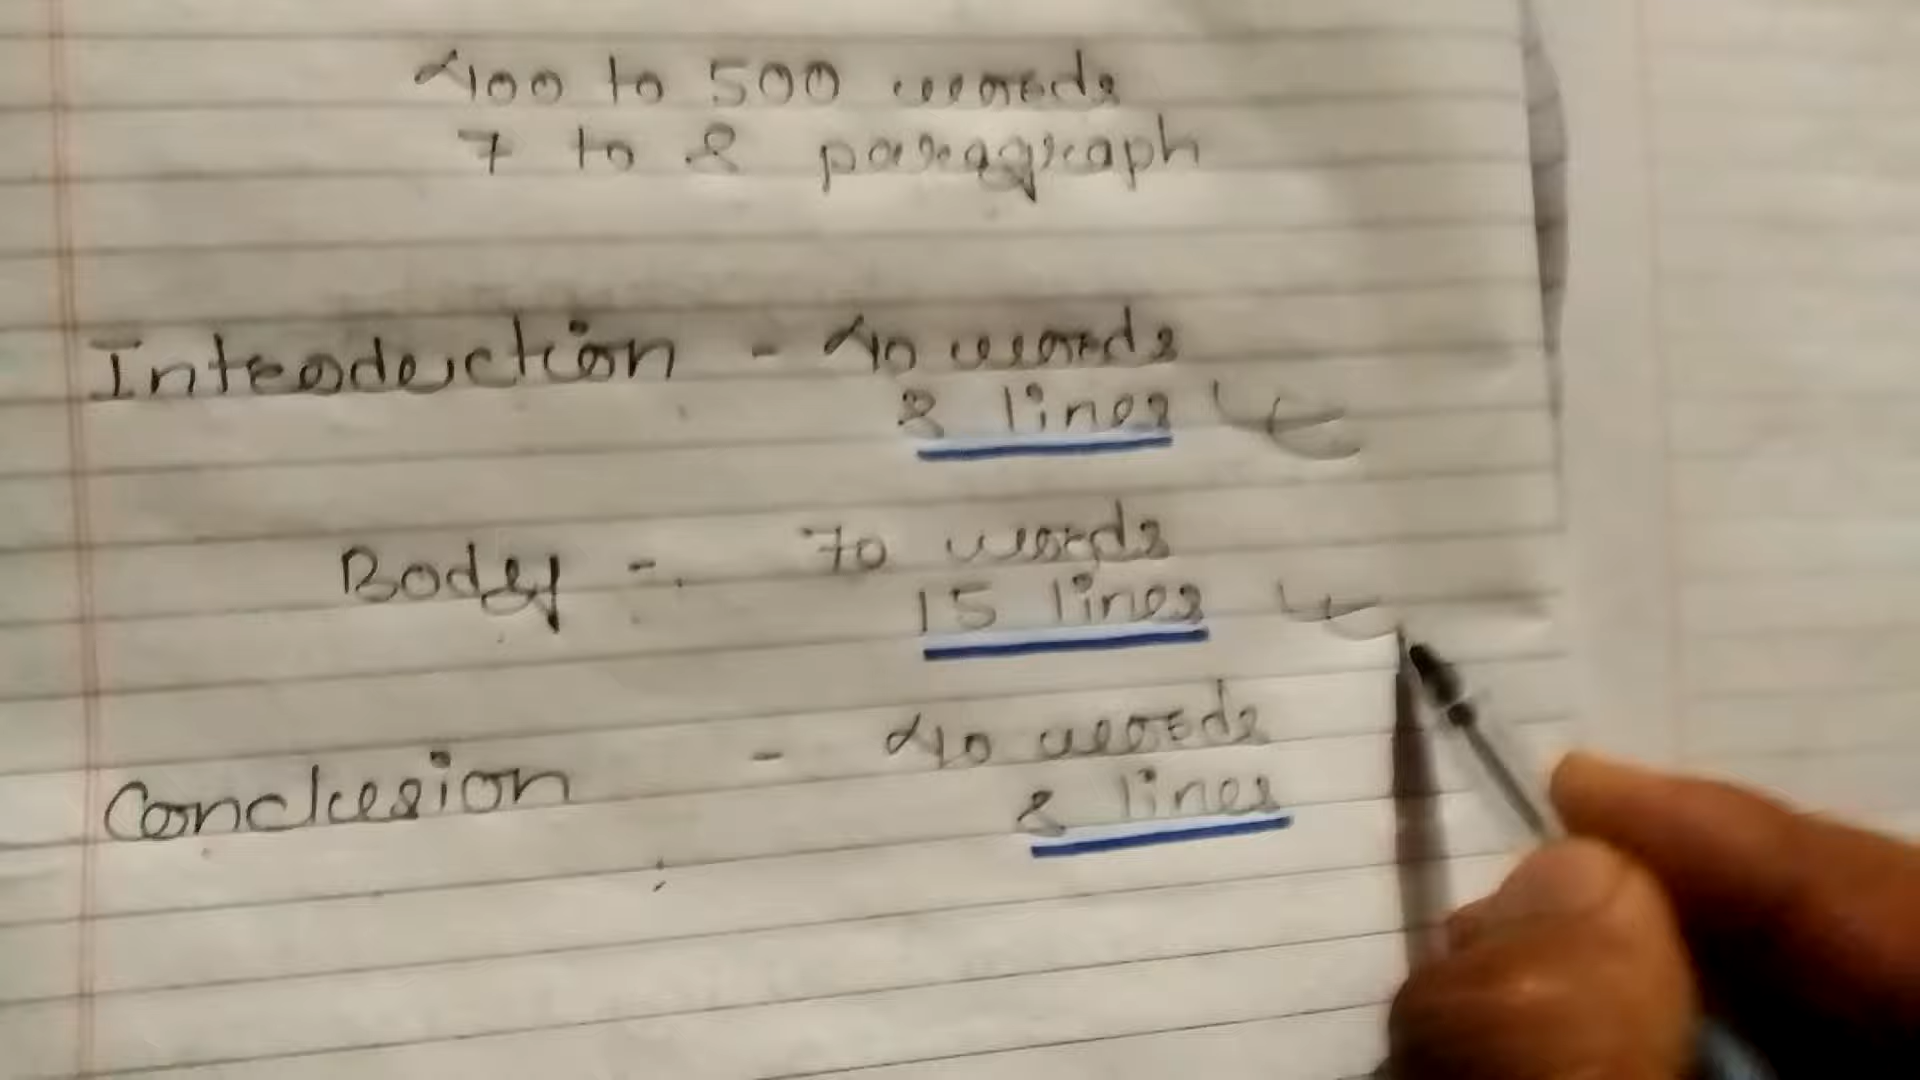 400 to 500 words
7 to 8 paragraph
Introduction - 40 words
8 lines
Body - 70 words
15 lines
Conclusion - 40 words
8 lines